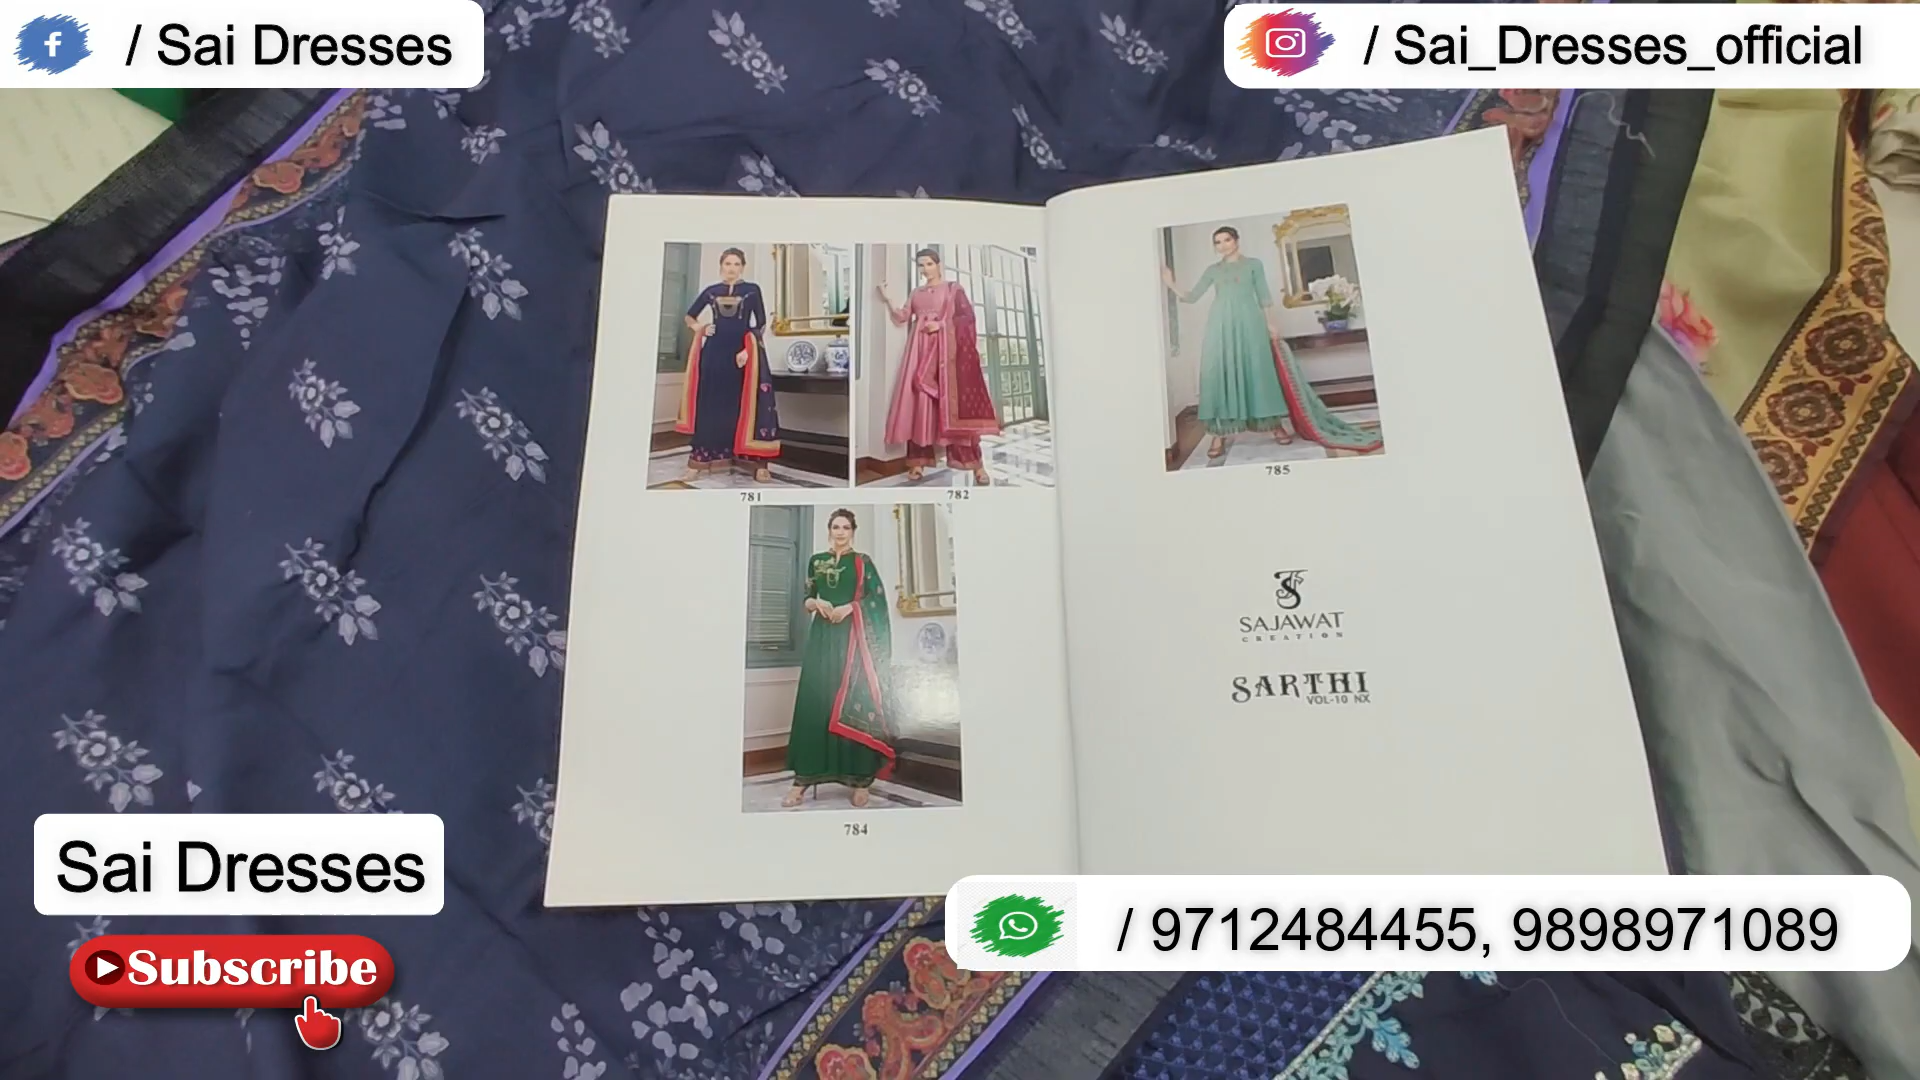 / Sai Dresses
/ Sai_Dresses_official
781
782
785
784
SAJAWAT
CREATION
SARTHI
VOL-10 NX
Sai Dresses
Subscribe
/ 9712484455, 9898971089